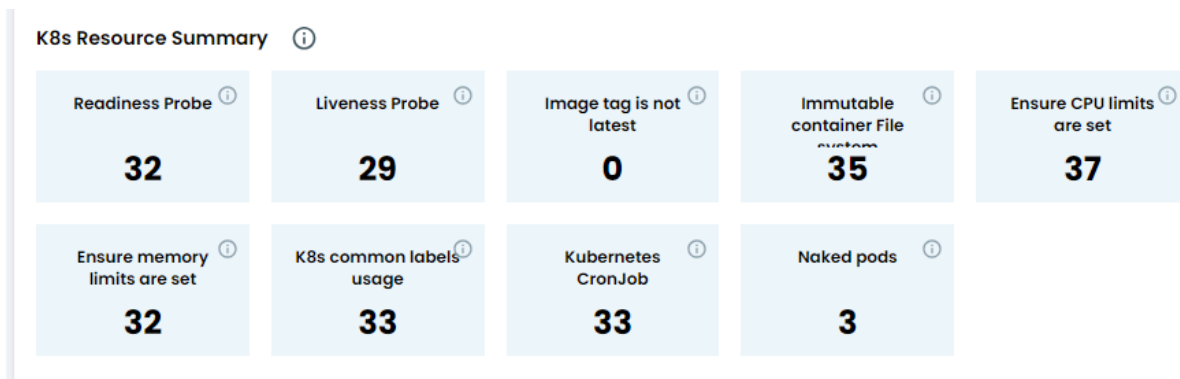 K8s Resource Summary
Readiness Probe
32
Liveness Probe
29
Image tag is not
latest
0
Immutable
container File
system
35
Ensure CPU limits
are set
37
Ensure memory
limits are set
32
K8s common labels
usage
33
Kubernetes
CronJob
33
Naked pods
3